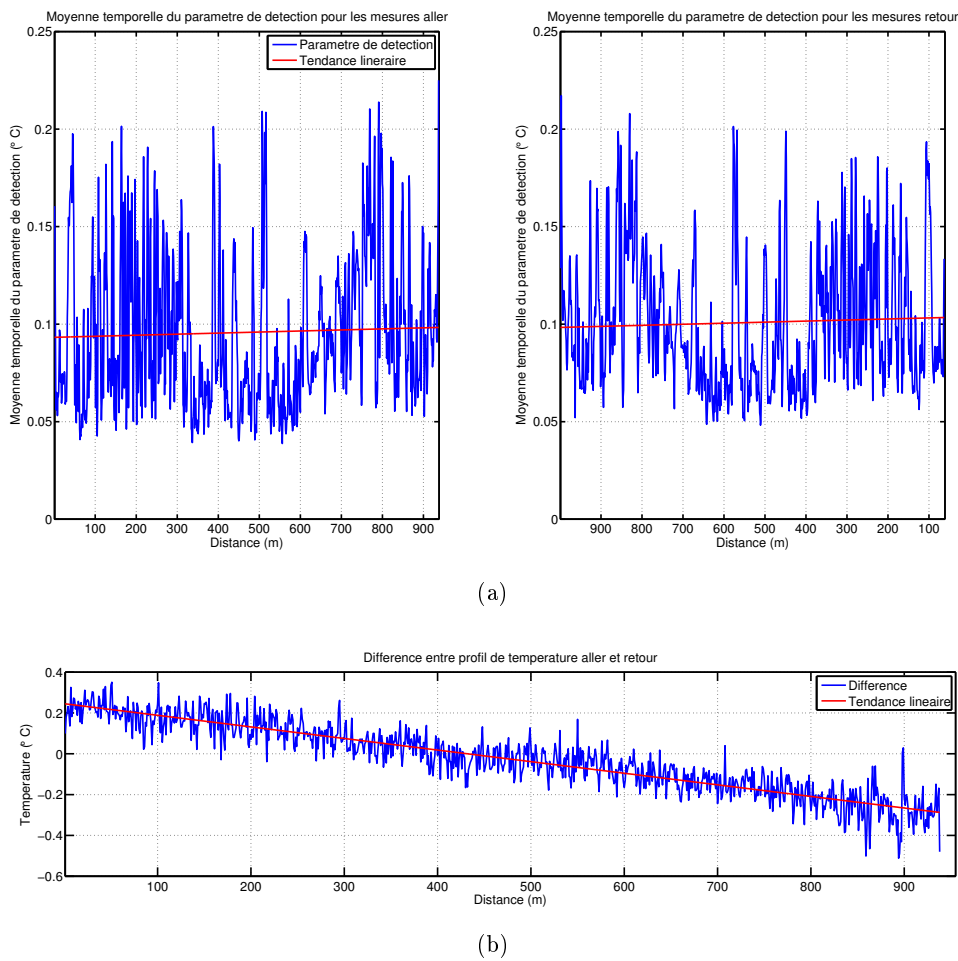 Moyenne temporelle du parametre de detection pour les mesures aller
Moyenne temporelle du parametre de detection pour les mesures retour
Parametre de detection
Tendance lineraire
Moyenne temporelle du parametre de detection (° C)
0.25
0.2
0.15
0.1
0.05
0
100 200 300 400 500 600 700 800 900
Distance (m)
Moyenne temporelle du parametre de detection (° C)
0.25
0.2
0.15
0.1
0.05
0
900 800 700 600 500 400 300 200 100
Distance (m)
(a)
Difference entre profil de temperature aller et retour
Difference
Tendance lineaire
Temperature (° C)
0.4
0.2
0
−0.2
−0.4
−0.6
100 200 300 400 500 600 700 800 900
Distance (m)
(b)